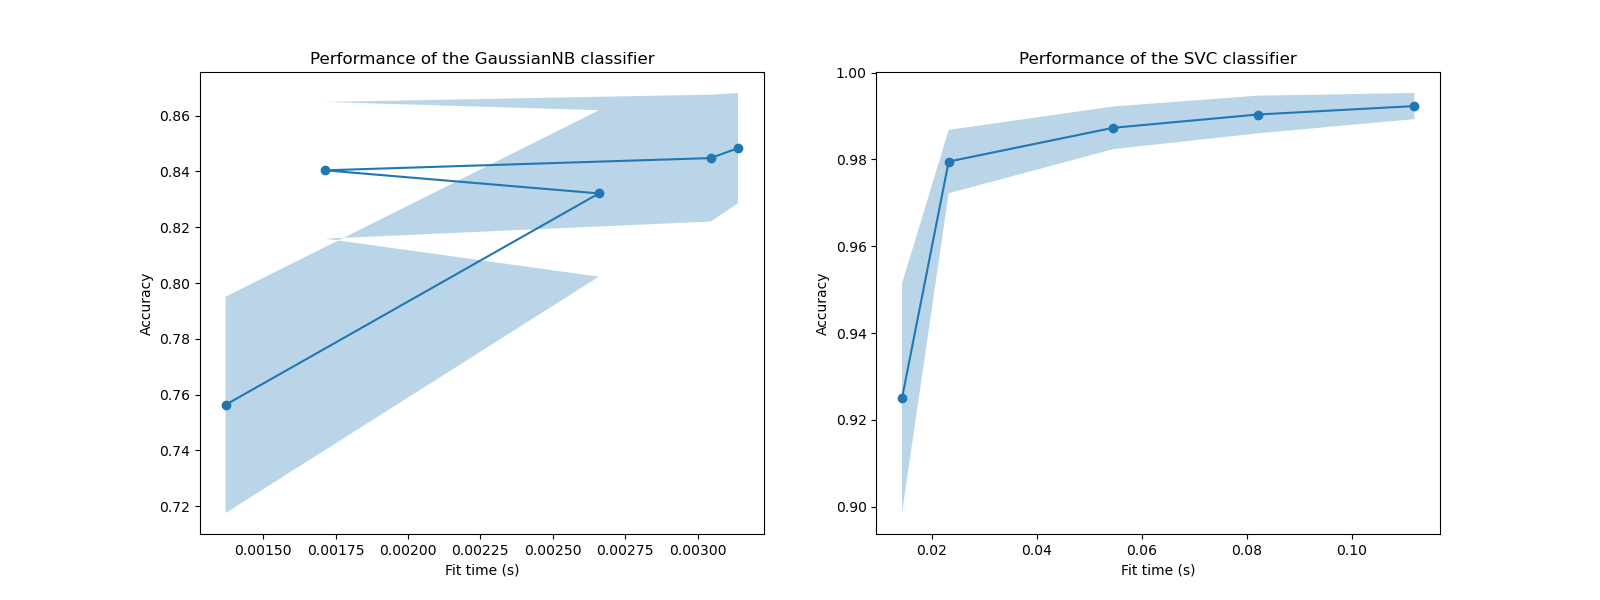 Performance of the GaussianNB classifier
Accuracy
0.86
0.84
0.82
0.80
0.78
0.76
0.74
0.72
0.00150 0.00175 0.00200 0.00225 0.00250 0.00275 0.00300
Fit time (s)
Performance of the SVC classifier
Accuracy
1.00
0.98
0.96
0.94
0.92
0.90
0.02 0.04 0.06 0.08 0.10
Fit time (s)